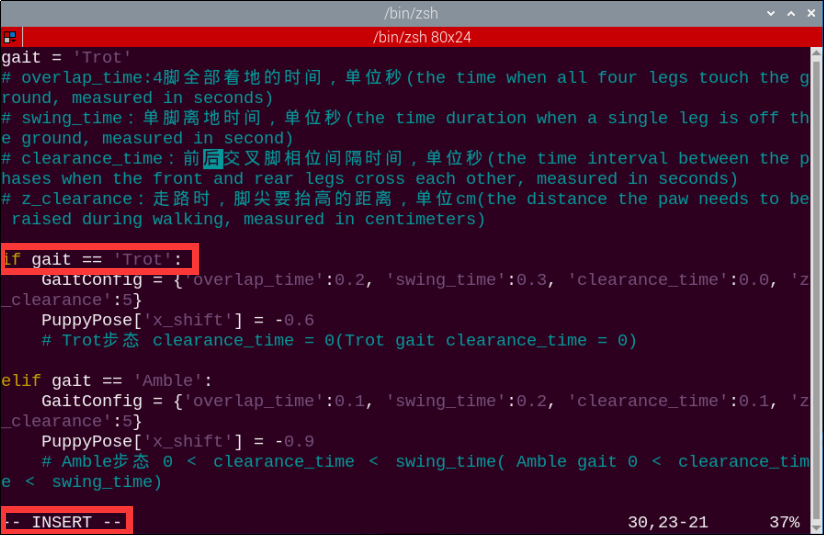 /bin/zsh
/bin/zsh 80x24
gait = 'Trot'
# overlap_time:4脚全部着地的时间，单位秒(the time when all four legs touch the g
round, measured in seconds)
# swing_time：单脚离地时间，单位秒(the time duration when a single leg is off th
e ground, measured in second)
# clearance_time：前后交叉脚相位间隔时间，单位秒(the time interval between the p
hases when the front and rear legs cross each other, measured in seconds)
# z_clearance：走路时，脚尖要抬高的距离，单位cm(the distance the paw needs to be
 raised during walking, measured in centimeters)
if gait == 'Trot':
    GaitConfig = {'overlap_time':0.2, 'swing_time':0.3, 'clearance_time':0.0, 'z
_clearance':5}
    PuppyPose['x_shift'] = -0.6
    # Trot步态 clearance_time = 0(Trot gait clearance_time = 0)
elif gait == 'Amble':
    GaitConfig = {'overlap_time':0.1, 'swing_time':0.2, 'clearance_time':0.1, 'z
_clearance':5}
    PuppyPose['x_shift'] = -0.9
    # Amble步态 0 ＜ clearance_time ＜ swing_time( Amble gait 0 ＜ clearance_tim
e ＜ swing_time)
-- INSERT -- 30,23-21 37%